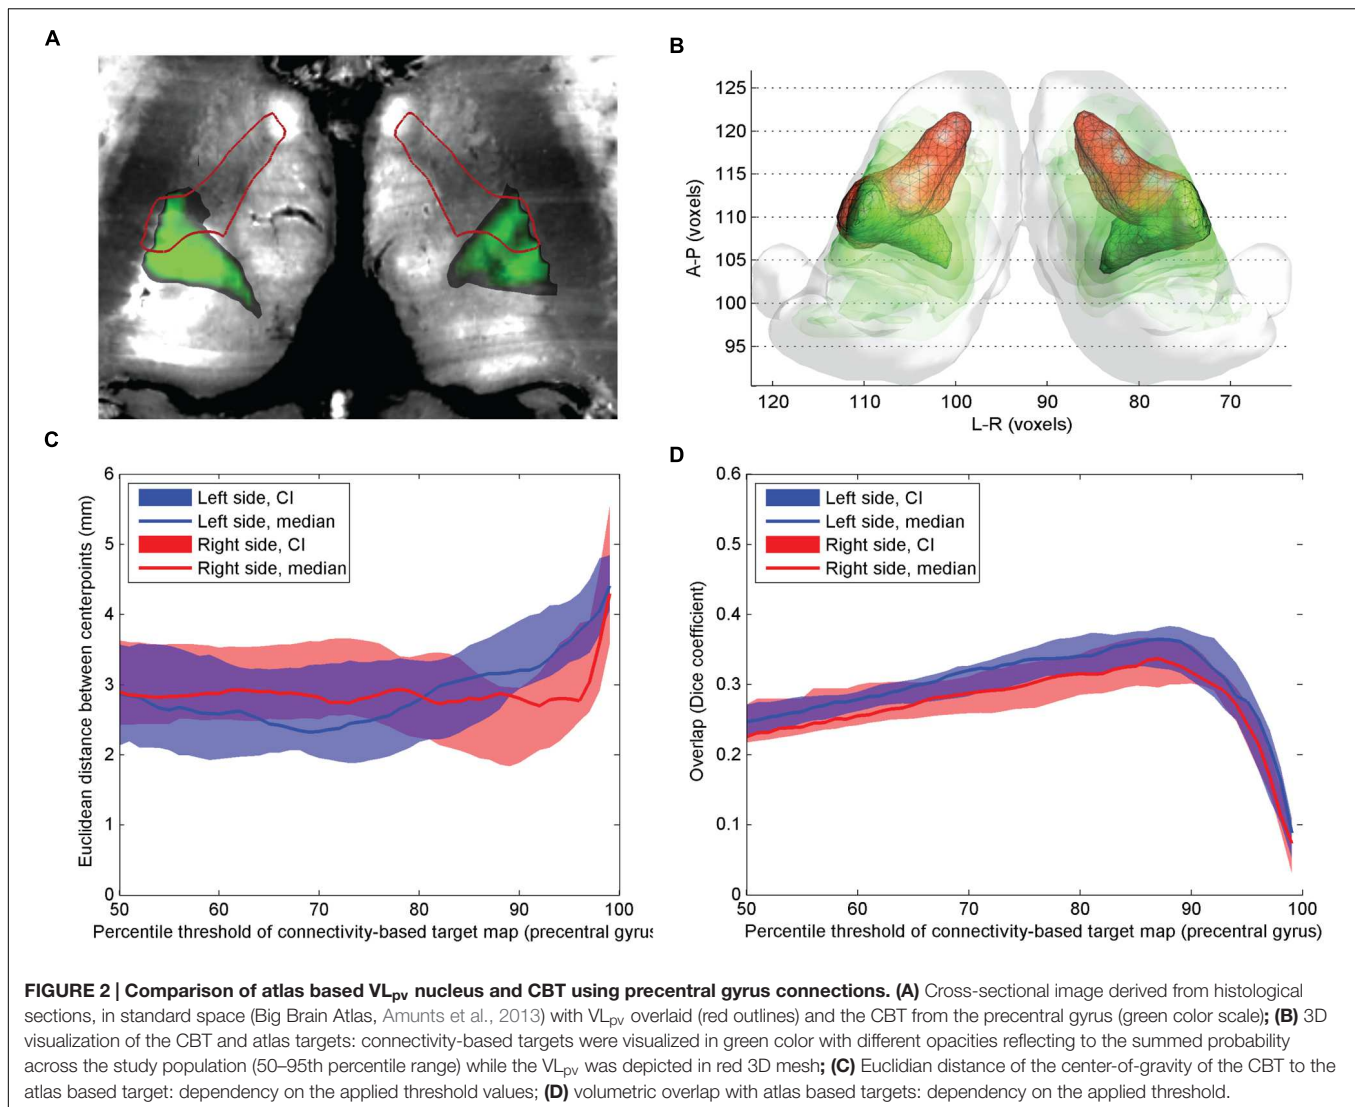 A
B
125
120
115
110
105
100
95
A-P (voxels)
120
110
100
90
80
70
L-R (voxels)
C
6
5
4
3
2
1
0
Euclidean distance between centerpoints (mm)
Left side, CI
Left side, median
Right side, CI
Right side, median
50
60
70
80
90
100
Percentile threshold of connectivity-based target map (precentral gyrus
D
0.6
0.5
0.4
0.3
0.2
0.1
0
Overlap (Dice coefficient)
Left side, CI
Left side, median
Right side, CI
Right side, median
50
60
70
80
90
100
Percentile threshold of connectivity-based target map (precentral gyrus)
FIGURE 2 | Comparison of atlas based VLpv nucleus and CBT using precentral gyrus connections. (A) Cross-sectional image derived from histological
sections, in standard space (Big Brain Atlas, Amunts et al., 2013) with VLpv overlaid (red outlines) and the CBT from the precentral gyrus (green color scale); (B) 3D
visualization of the CBT and atlas targets: connectivity-based targets were visualized in green color with different opacities reflecting to the summed probability
across the study population (50–95th percentile range) while the VLpv was depicted in red 3D mesh; (C) Euclidian distance of the center-of-gravity of the CBT to the
atlas based target: dependency on the applied threshold values; (D) volumetric overlap with atlas based targets: dependency on the applied threshold.